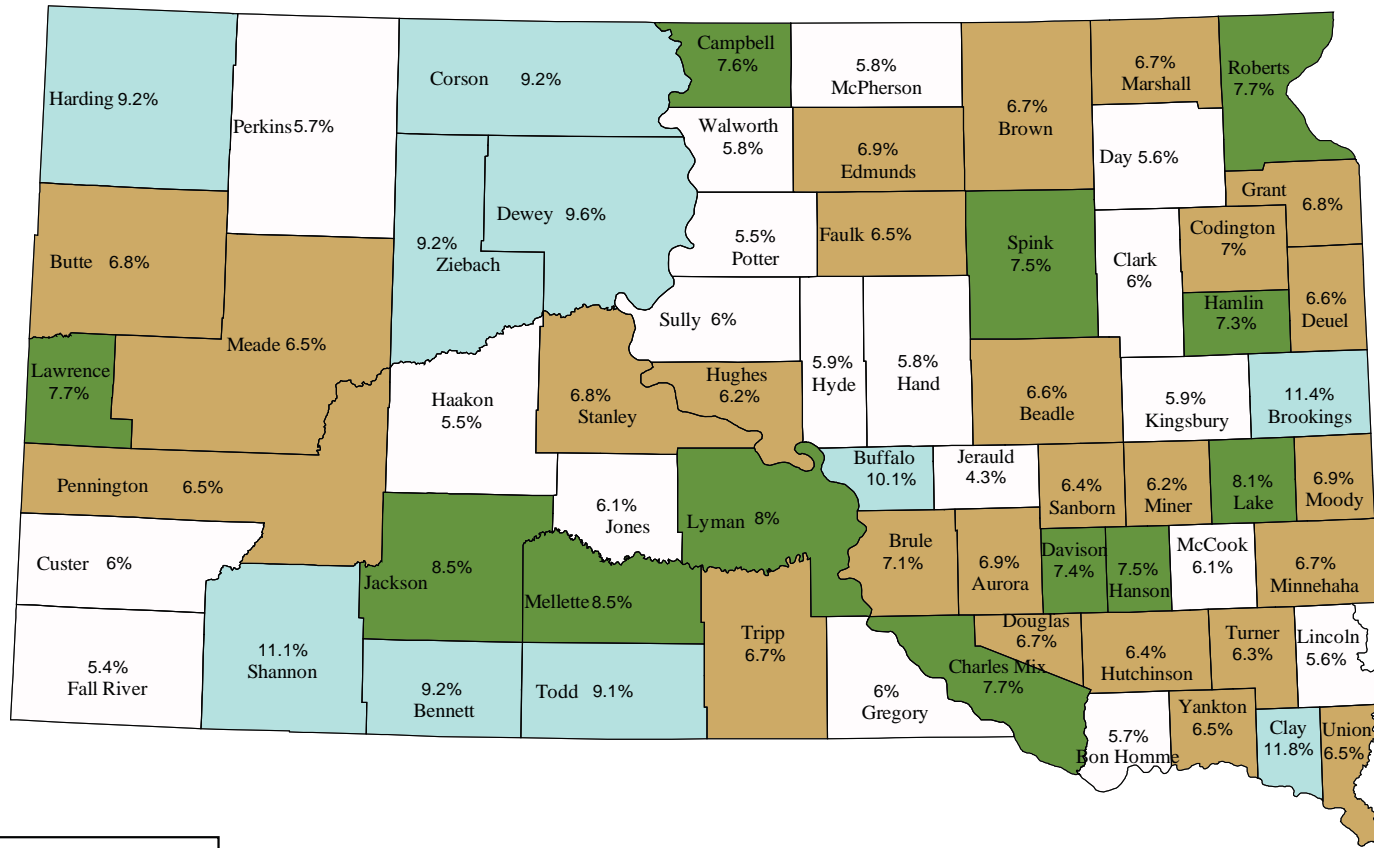 Harding 9.2%
Perkins 5.7%
Corson 9.2%
Campbell
7.6%
5.8%
McPherson
6.7%
Brown
6.7%
Marshall
Roberts
7.7%
Walworth
5.8%
6.9%
Edmunds
Day 5.6%
Grant
6.8%
Butte 6.8%
Meade 6.5%
9.2%
Ziebach
Dewey 9.6%
5.5%
Potter
Faulk 6.5%
Spink
7.5%
Clark
6%
Codington
7%
Hamlin
7.3%
6.6%
Deuel
Lawrence
7.7%
Haakon
5.5%
6.8%
Stanley
Sully 6%
Hughes
6.2%
5.9%
Hyde
5.8%
Hand
6.6%
Beadle
5.9%
Kingsbury
11.4%
Brookings
Pennington 6.5%
6.1%
Jones
Lyman 8%
Buffalo
10.1%
Jerauld
4.3%
6.4%
Sanborn
6.2%
Miner
8.1%
Lake
6.9%
Moody
Custer 6%
Jackson
8.5%
Mellette 8.5%
Brule
7.1%
6.9%
Aurora
Davison
7.4%
7.5%
Hanson
McCook
6.1%
6.7%
Minnehaha
5.4%
Fall River
11.1%
Shannon
9.2%
Bennett
Todd 9.1%
Tripp
6.7%
6%
Gregory
Charles Mix
7.7%
Douglas
6.7%
6.4%
Hutchinson
Turner
6.3%
Lincoln
5.6%
5.7%
Bon Homme
Yankton
6.5%
Clay
11.8%
Union
6.5%